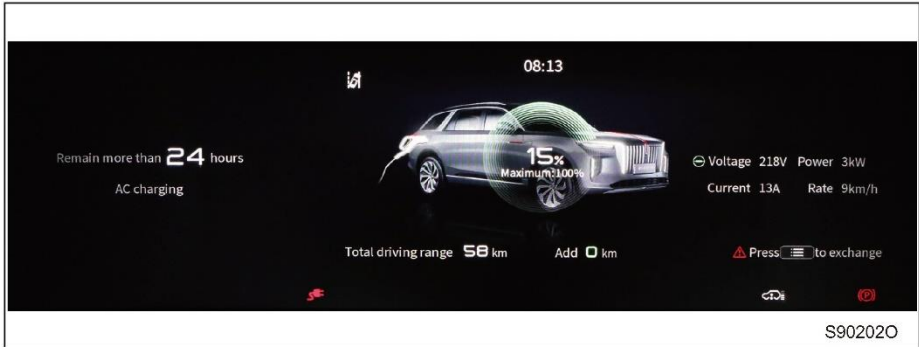 08:13
Remain more than 24 hours
AC charging
15%
Maximum:100%
Voltage 218V Power 3kW
Current 13A Rate 9km/h
Total driving range 58 km Add 0 km
Press to exchange
P
S90202O